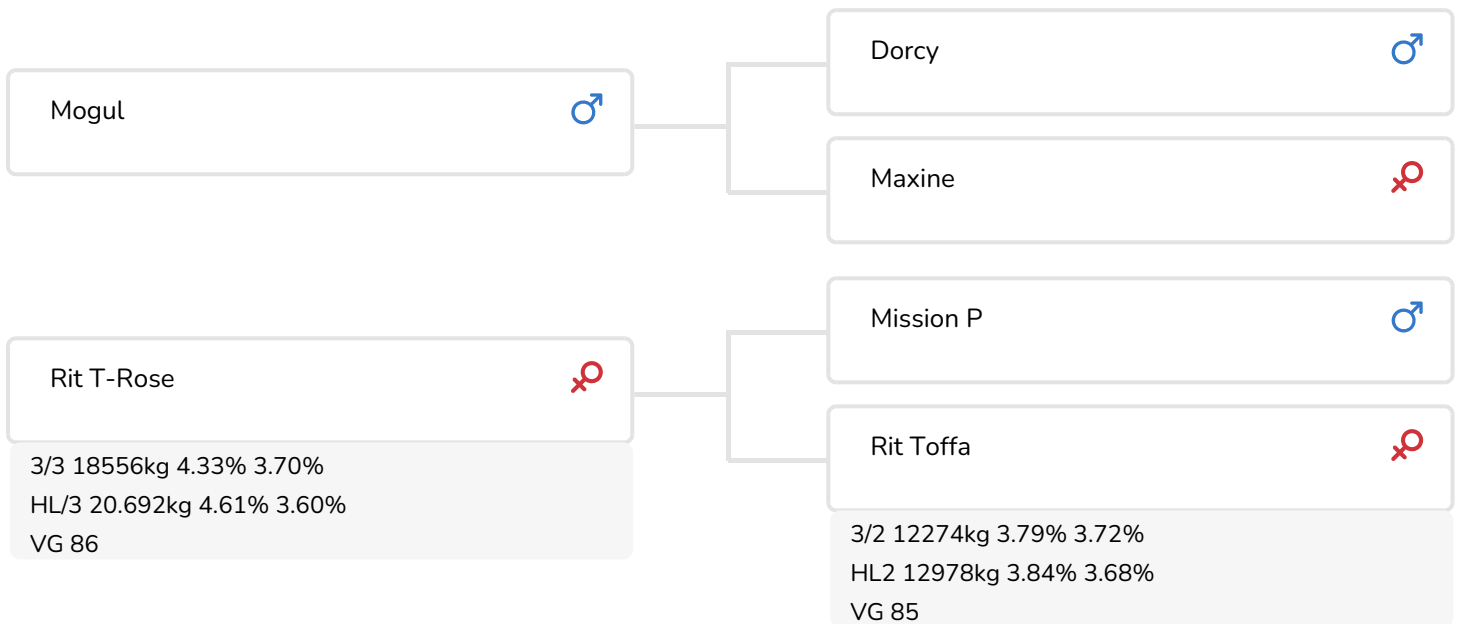 Mogul
Dorcy
Maxine
Rit T-Rose
3/3 18556kg 4.33% 3.70%
HL/3 20.692kg 4.61% 3.60%
VG 86
Mission P
Rit Toffa
3/2 12274kg 3.79% 3.72%
HL2 12978kg 3.84% 3.68%
VG 85